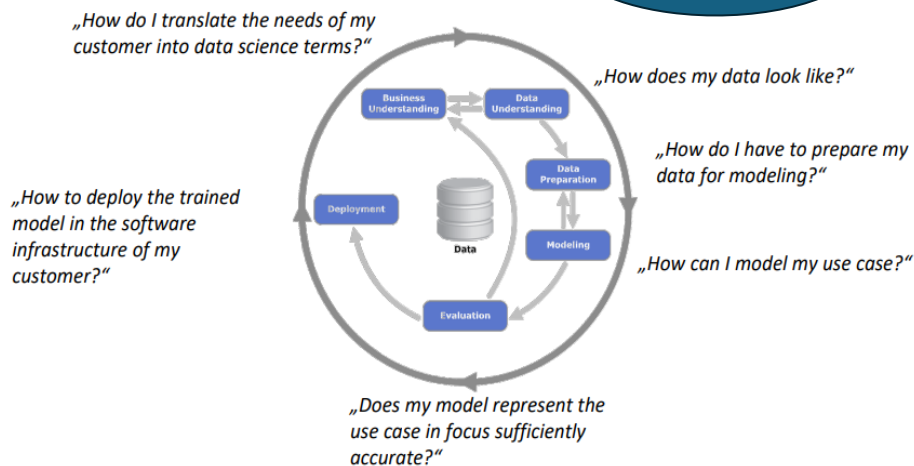 „How do I translate the needs of my
customer into data science terms?“
„How does my data look like?“
Business
Understanding
Data
Understanding
„How do I have to prepare my
data for modeling?“
Data
Preparation
„How to deploy the trained
model in the software
infrastructure of my
customer?“
Deployment
Data
Modeling
„How can I model my use case?“
Evaluation
„Does my model represent the
use case in focus sufficiently
accurate?“